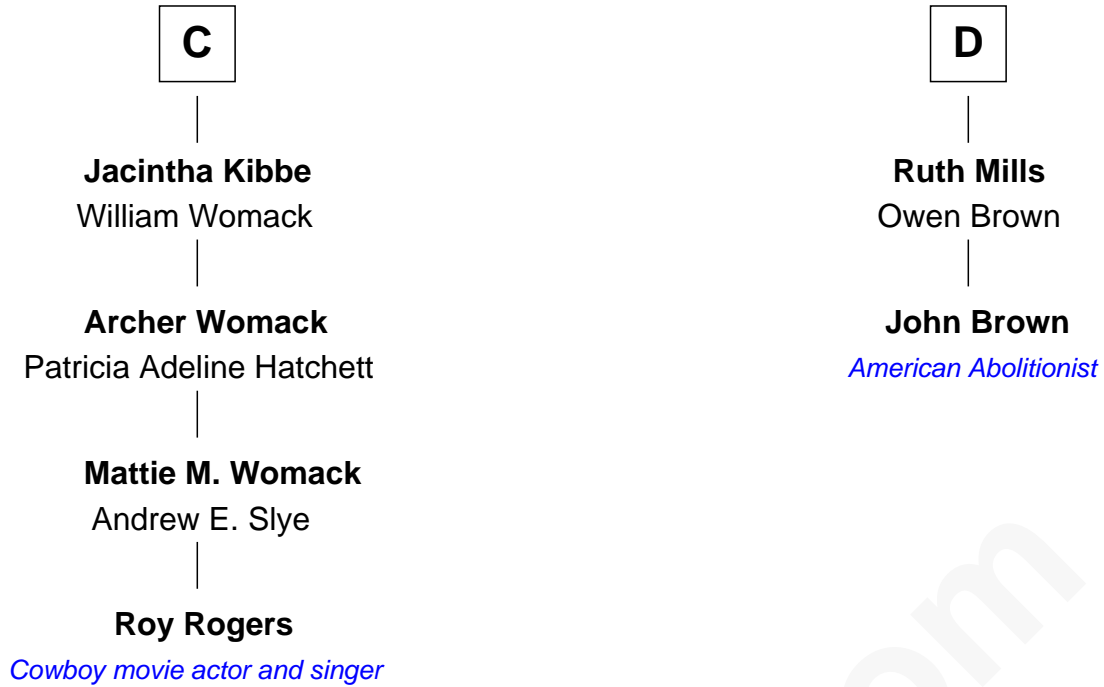 C
Jacintha Kibbe
William Womack
Archer Womack
Patricia Adeline Hatchett
Mattie M. Womack
Andrew E. Slye
Roy Rogers
Cowboy movie actor and singer
D
Ruth Mills
Owen Brown
John Brown
American Abolitionist
om